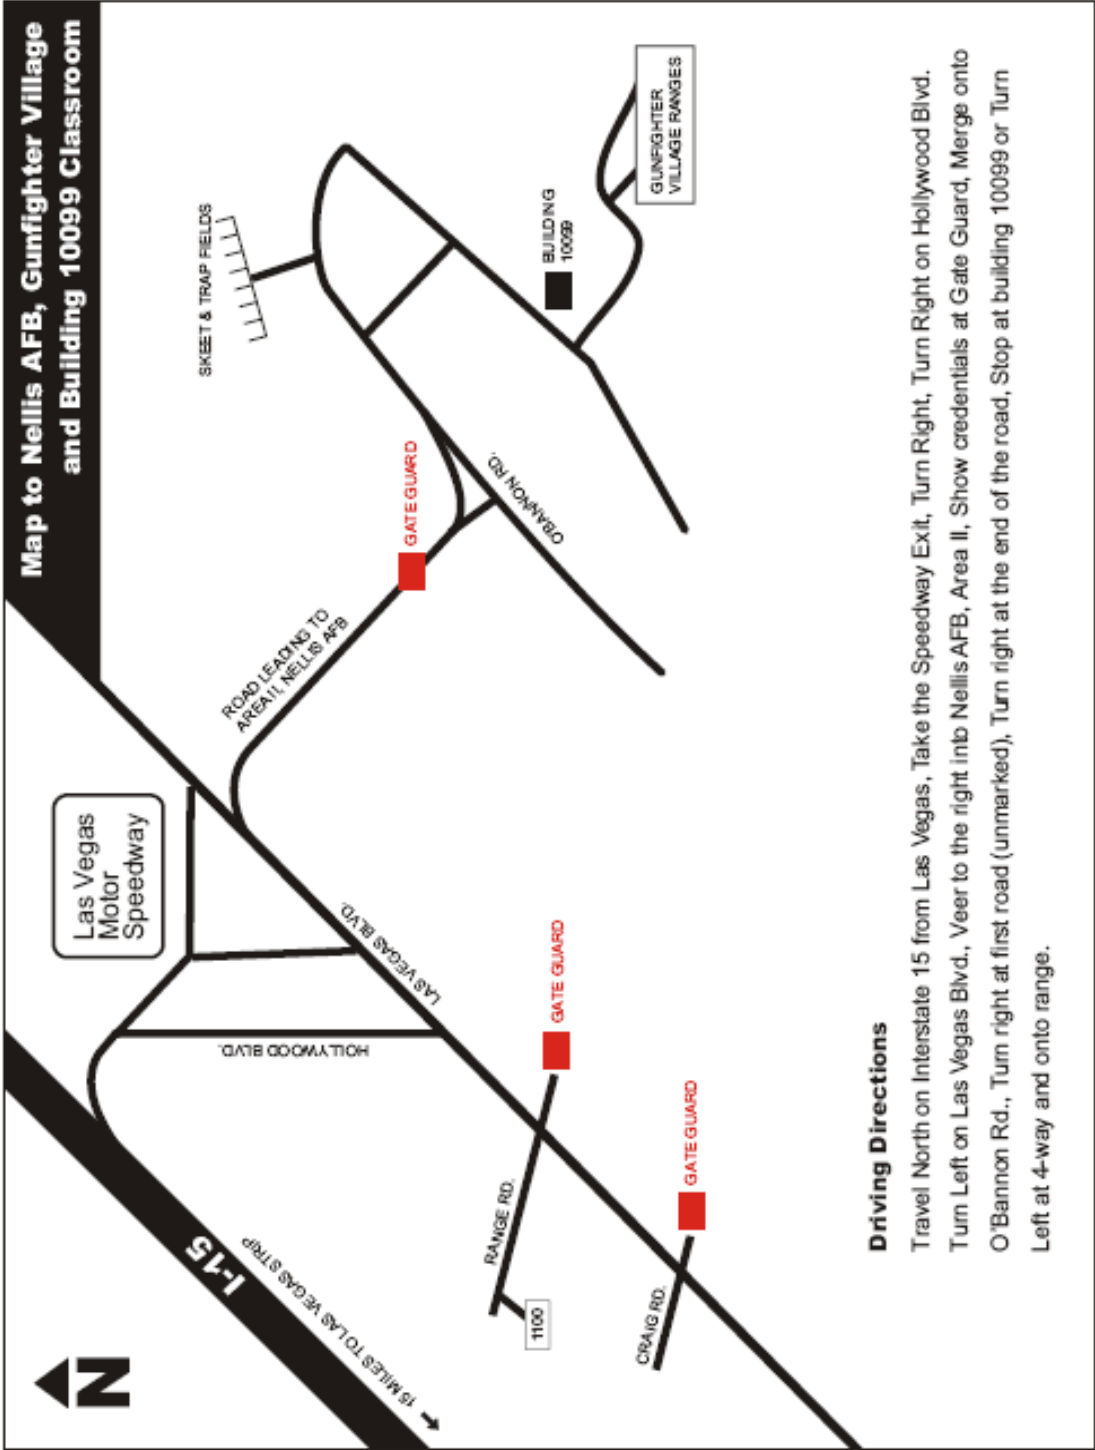 Map to Nellis AFB, Gunfighter Village
and Building 10099 Classroom
N
I-15
15 MILES TO LAS VEGAS STRIP
Las Vegas
Motor
Speedway
HOLLYWOOD BLVD.
LAS VEGAS BLVD.
ROAD LEADING TO
AREA II, NELLIS AFB
SKEET & TRAP FIELDS
GATE GUARD
O'BANNON RD.
BUILDING
10099
GUNFIGHTER
VILLAGE RANGES
RANGE RD.
1100
GATE GUARD
CRAIG RD.
GATE GUARD
Driving Directions
Travel North on Interstate 15 from Las Vegas, Take the Speedway Exit, Turn Right, Turn Right on Hollywood Blvd.
Turn Left on Las Vegas Blvd., Veer to the right into Nellis AFB, Area II, Show credentials at Gate Guard, Merge onto
O'Bannon Rd., Turn right at first road (unmarked), Turn right at the end of the road, Stop at building 10099 or Turn
Left at 4-way and onto range.